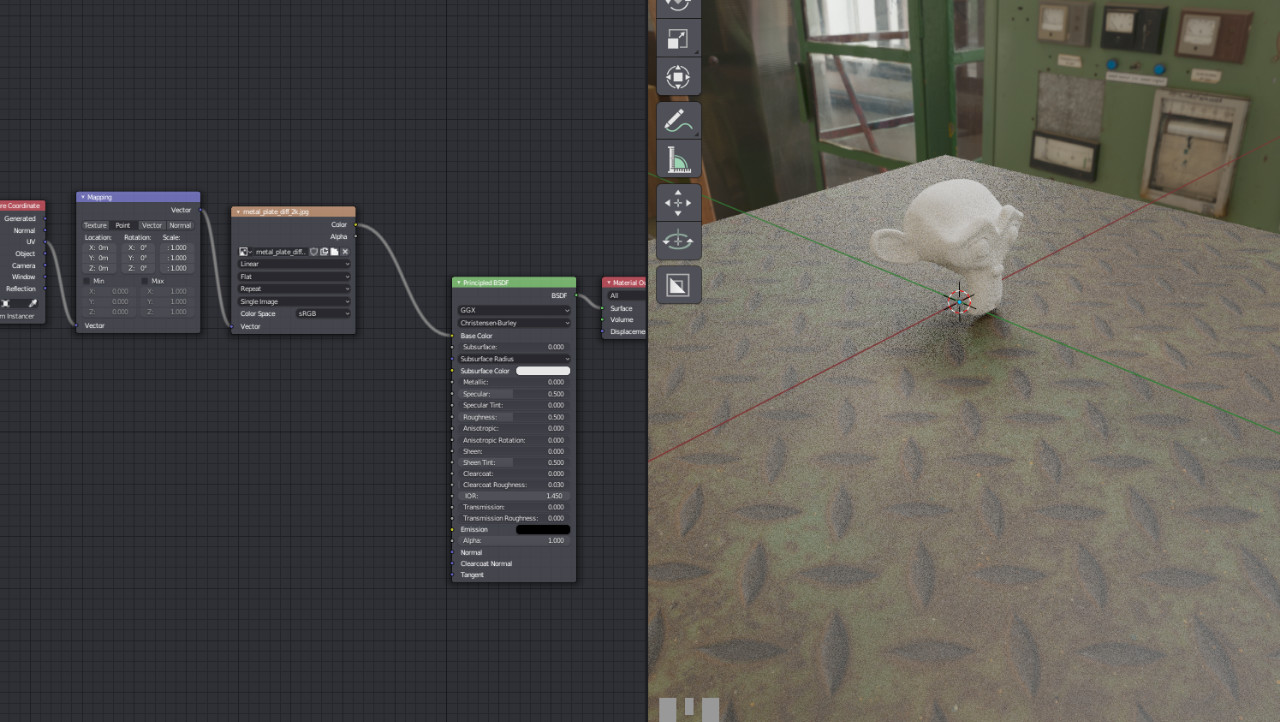 re Coordinate
Generated
Normal
UV
Object
Camera
Window
Reflection
m Instancer
Mapping
Vector
Texture Point Vector Normal
Location: Rotation: Scale:
X: 0m X: 0° :1.000
Y: 0m Y: 0° :1.000
Z: 0m Z: 0° :1.000
Min Max
X: 0.000 X: 1.000
Y: 0.000 Y: 1.000
Z: 0.000 Z: 1.000
Vector
metal_plate_diff_2k.jpg
Color
Alpha
metal_plate_diff..
Linear
Flat
Repeat
Single Image
Color Space sRGB
Vector
Principled BSDF
BSDF
GGX
Christensen-Burley
Base Color
Subsurface: 0.000
Subsurface Radius
Subsurface Color
Metallic: 0.000
Specular: 0.500
Specular Tint: 0.000
Roughness: 0.500
Anisotropic: 0.000
Anisotropic Rotation: 0.000
Sheen: 0.000
Sheen Tint: 0.500
Clearcoat: 0.000
Clearcoat Roughness: 0.030
IOR: 1.450
Transmission: 0.000
Transmission Roughness: 0.000
Emission
Alpha: 1.000
Normal
Clearcoat Normal
Tangent
Material Ou
All
Surface
Volume
Displaceme